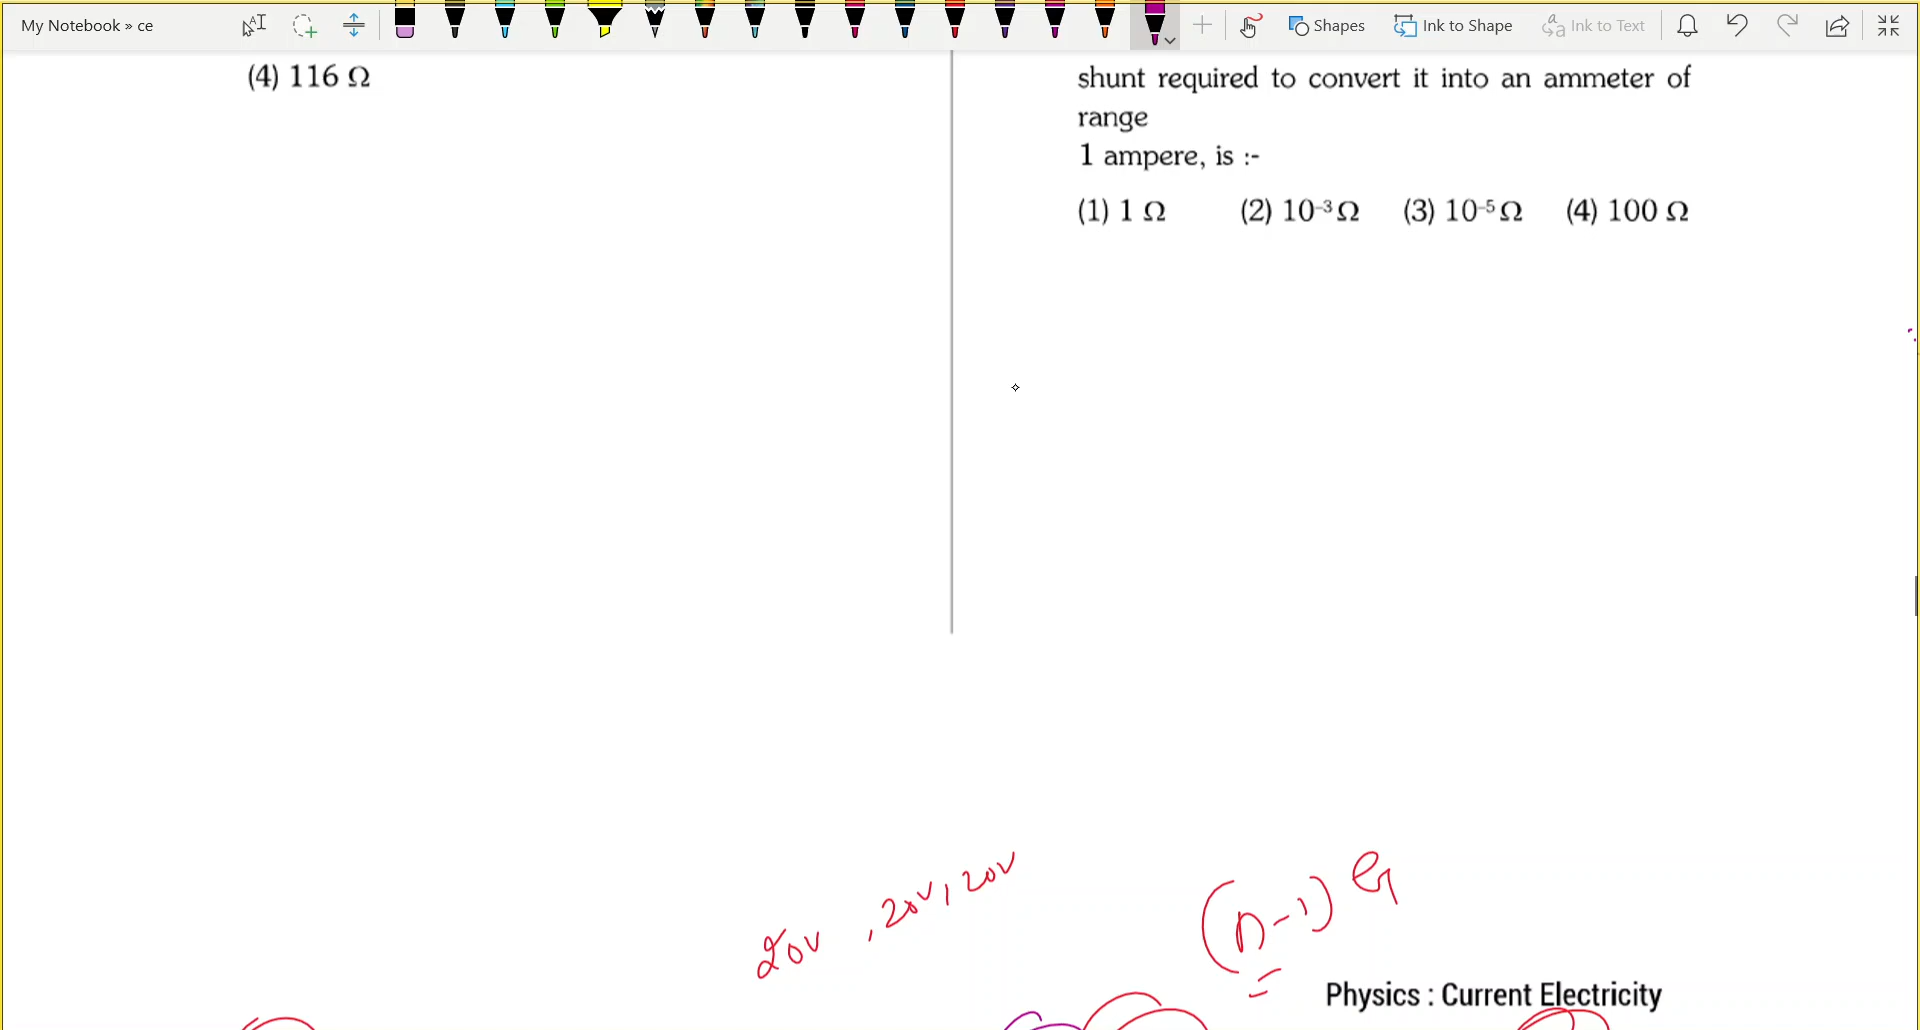 My Notebook » ce
Shapes
Ink to Shape
Ink to Text
(4) 116 Ω
shunt required to convert it into an ammeter of
range
1 ampere, is :-
(1) 1 Ω (2) 10⁻³ Ω (3) 10⁻⁵ Ω (4) 100 Ω
20V , 20V, 20V
(n-1) G
Physics : Current Electricity